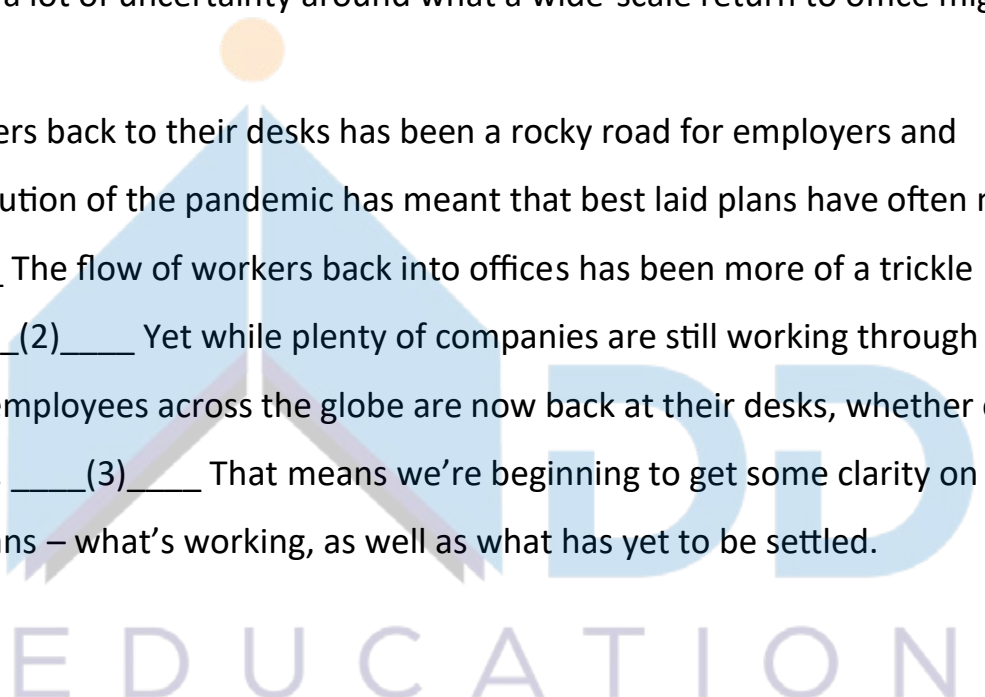 a lot of uncertainty around what a wide-scale return to office mig
ers back to their desks has been a rocky road for employers and
ution of the pandemic has meant that best laid plans have often
_ The flow of workers back into offices has been more of a trickle
_(2)____ Yet while plenty of companies are still working through
employees across the globe are now back at their desks, whether
____(3)____ That means we’re beginning to get some clarity on
ns – what’s working, as well as what has yet to be settled.
DD
EDUCATION